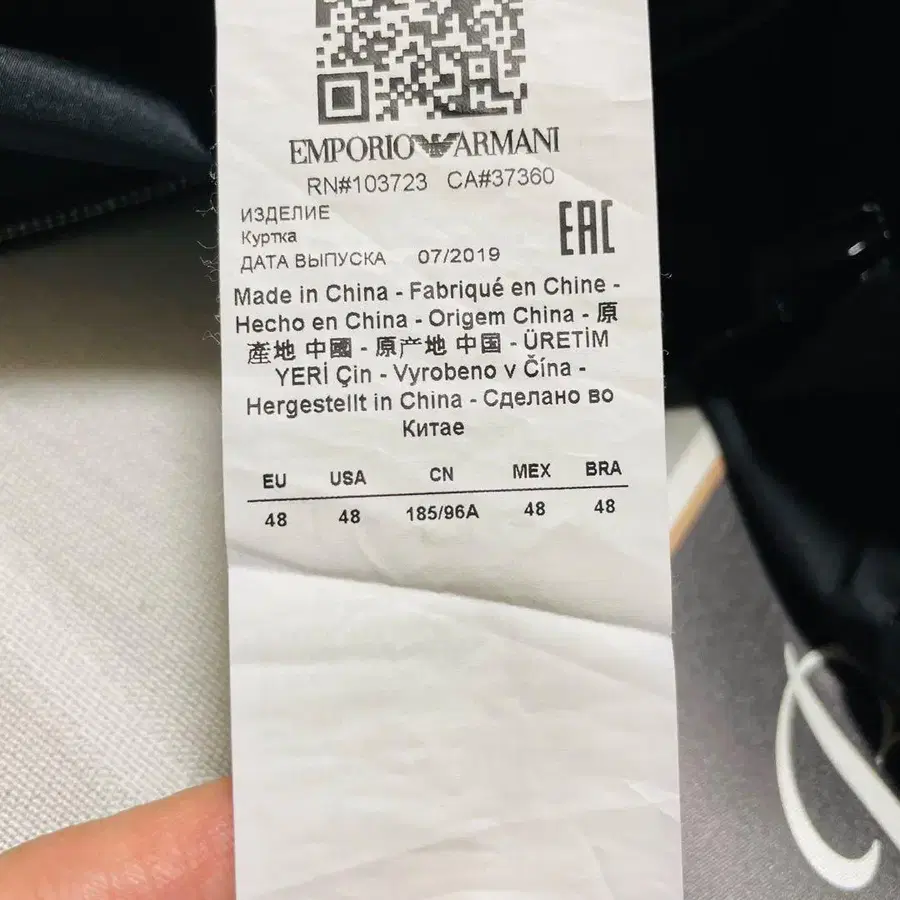 EMPORIO ARMANI
RN#103723 CA#37360
ИЗДЕЛИЕ
Куртка
EAC
ДАТА ВЫПУСКА 07/2019
Made in China - Fabriqué en Chine -
Hecho en China - Origem China - 原
產地 中國 - 原产地 中国 - ÜRETİM
YERİ Çin - Vyrobeno v Čína -
Hergestellt in China - Сделано во
Китае
EU USA CN MEX BRA
48 48 185/96A 48 48